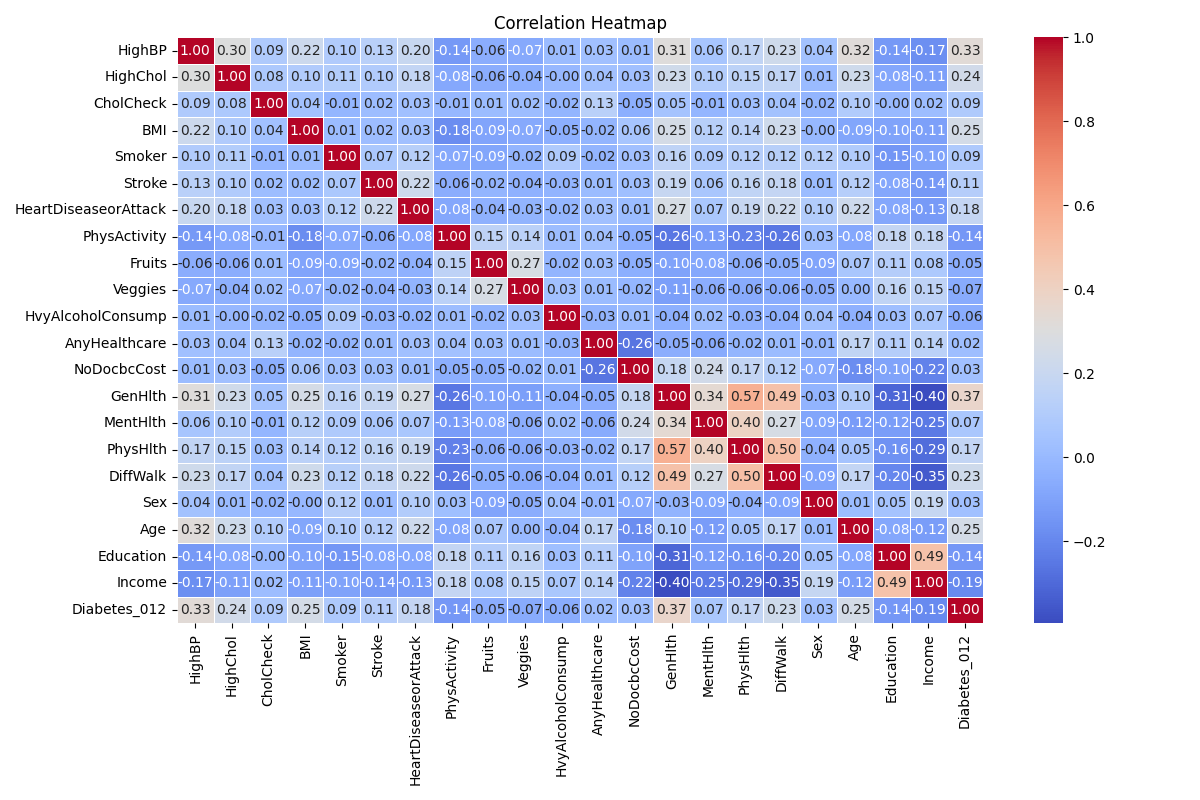 Correlation Heatmap
HighBP 1.00 0.30 0.09 0.22 0.10 0.13 0.20 -0.14 -0.06 -0.07 0.01 0.03 0.01 0.31 0.06 0.17 0.23 0.04 0.32 -0.14 -0.17 0.33
HighChol 0.30 1.00 0.08 0.10 0.11 0.10 0.18 -0.08 -0.06 -0.04 -0.00 0.04 0.03 0.23 0.10 0.15 0.17 0.01 0.23 -0.08 -0.11 0.24
CholCheck 0.09 0.08 1.00 0.04 -0.01 0.02 0.03 -0.01 0.01 0.02 -0.02 0.13 -0.05 0.05 -0.01 0.03 0.04 -0.02 0.10 -0.00 0.02 0.09
BMI 0.22 0.10 0.04 1.00 0.01 0.02 0.03 -0.18 -0.09 -0.07 -0.05 -0.02 0.06 0.25 0.12 0.14 0.23 -0.00 -0.09 -0.10 -0.11 0.25
Smoker 0.10 0.11 -0.01 0.01 1.00 0.07 0.12 -0.07 -0.09 -0.02 0.09 -0.02 0.03 0.16 0.09 0.12 0.12 0.12 0.10 -0.15 -0.10 0.09
Stroke 0.13 0.10 0.02 0.02 0.07 1.00 0.22 -0.06 -0.02 -0.04 -0.03 0.01 0.03 0.19 0.06 0.16 0.18 0.01 0.12 -0.08 -0.14 0.11
HeartDiseaseorAttack 0.20 0.18 0.03 0.03 0.12 0.22 1.00 -0.08 -0.04 -0.03 -0.02 0.03 0.01 0.27 0.07 0.19 0.22 0.10 0.22 -0.08 -0.13 0.18
PhysActivity -0.14 -0.08 -0.01 -0.18 -0.07 -0.06 -0.08 1.00 0.15 0.14 0.01 0.04 -0.05 -0.26 -0.13 -0.23 -0.26 0.03 -0.08 0.18 0.18 -0.14
Fruits -0.06 -0.06 0.01 -0.09 -0.09 -0.02 -0.04 0.15 1.00 0.27 -0.02 0.03 -0.05 -0.10 -0.08 -0.06 -0.05 -0.09 0.07 0.11 0.08 -0.05
Veggies -0.07 -0.04 0.02 -0.07 -0.02 -0.04 -0.03 0.14 0.27 1.00 0.03 0.01 -0.02 -0.11 -0.06 -0.06 -0.06 -0.05 0.00 0.16 0.15 -0.07
HvyAlcoholConsump 0.01 -0.00 -0.02 -0.05 0.09 -0.03 -0.02 0.01 -0.02 0.03 1.00 -0.03 0.01 -0.04 0.02 -0.03 -0.04 0.04 -0.04 0.03 0.07 -0.06
AnyHealthcare 0.03 0.04 0.13 -0.02 -0.02 0.01 0.03 0.04 0.03 0.01 -0.03 1.00 -0.26 -0.05 -0.06 -0.02 0.01 -0.01 0.17 0.11 0.14 0.02
NoDocbcCost 0.01 0.03 -0.05 0.06 0.03 0.03 0.01 -0.05 -0.05 -0.02 0.01 -0.26 1.00 0.18 0.24 0.17 0.12 -0.07 -0.18 -0.10 -0.22 0.03
GenHlth 0.31 0.23 0.05 0.25 0.16 0.19 0.27 -0.26 -0.10 -0.11 -0.04 -0.05 0.18 1.00 0.34 0.57 0.49 -0.03 0.10 -0.31 -0.40 0.37
MentHlth 0.06 0.10 -0.01 0.12 0.09 0.06 0.07 -0.13 -0.08 -0.06 0.02 -0.06 0.24 0.34 1.00 0.40 0.27 -0.09 -0.12 -0.12 -0.25 0.07
PhysHlth 0.17 0.15 0.03 0.14 0.12 0.16 0.19 -0.23 -0.06 -0.06 -0.03 -0.02 0.17 0.57 0.40 1.00 0.50 -0.04 0.05 -0.16 -0.29 0.17
DiffWalk 0.23 0.17 0.04 0.23 0.12 0.18 0.22 -0.26 -0.05 -0.06 -0.04 0.01 0.12 0.49 0.27 0.50 1.00 -0.09 0.17 -0.20 -0.35 0.23
Sex 0.04 0.01 -0.02 -0.00 0.12 0.01 0.10 0.03 -0.09 -0.05 0.04 -0.01 -0.07 -0.03 -0.09 -0.04 -0.09 1.00 0.01 0.05 0.19 0.03
Age 0.32 0.23 0.10 -0.09 0.10 0.12 0.22 -0.08 0.07 0.00 -0.04 0.17 -0.18 0.10 -0.12 0.05 0.17 0.01 1.00 -0.08 -0.12 0.25
Education -0.14 -0.08 -0.00 -0.10 -0.15 -0.08 -0.08 0.18 0.11 0.16 0.03 0.11 -0.10 -0.31 -0.12 -0.16 -0.20 0.05 -0.08 1.00 0.49 -0.14
Income -0.17 -0.11 0.02 -0.11 -0.10 -0.14 -0.13 0.18 0.08 0.15 0.07 0.14 -0.22 -0.40 -0.25 -0.29 -0.35 0.19 -0.12 0.49 1.00 -0.19
Diabetes_012 0.33 0.24 0.09 0.25 0.09 0.11 0.18 -0.14 -0.05 -0.07 -0.06 0.02 0.03 0.37 0.07 0.17 0.23 0.03 0.25 -0.14 -0.19 1.00
HighBP
HighChol
CholCheck
BMI
Smoker
Stroke
HeartDiseaseorAttack
PhysActivity
Fruits
Veggies
HvyAlcoholConsump
AnyHealthcare
NoDocbcCost
GenHlth
MentHlth
PhysHlth
DiffWalk
Sex
Age
Education
Income
Diabetes_012
1.0
0.8
0.6
0.4
0.2
0.0
−0.2